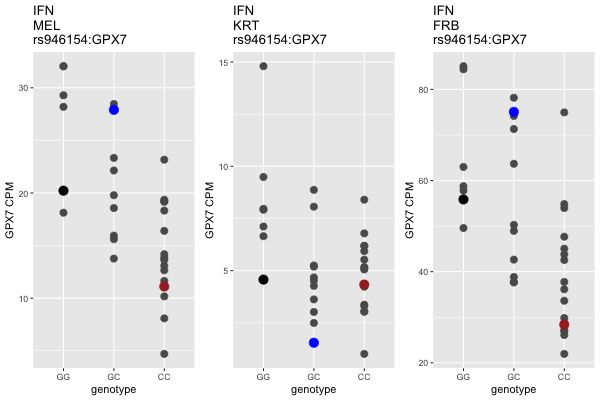 IFN
MEL
rs946154:GPX7
GPX7 CPM
30
20
10
GG GC CC
genotype
IFN
KRT
rs946154:GPX7
GPX7 CPM
15
10
5
GG GC CC
genotype
IFN
FRB
rs946154:GPX7
GPX7 CPM
80
60
40
20
GG GC CC
genotype